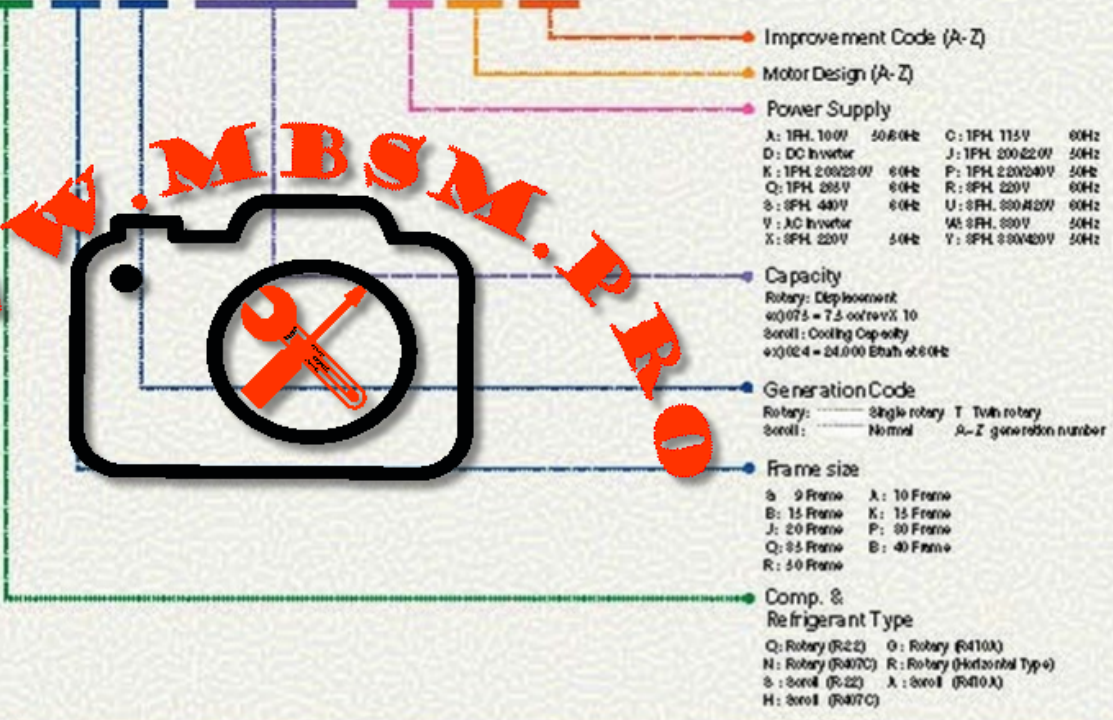 Improvement Code (A-Z)
Motor Design (A-Z)
Power Supply
A: 1PH. 100V 50/60Hz C: 1PH. 115V 60Hz
D: DC Inverter J: 1PH. 200/220V 50Hz
K: 1PH. 208/230V 60Hz P: 1PH. 220/240V 50Hz
Q: 1PH. 265V 60Hz R: 3PH. 220V 60Hz
S: 3PH. 440V 60Hz U: 3PH. 380/420V 60Hz
V: AC Inverter W: 3PH. 380V 50Hz
X: 3PH. 220V 50Hz Y: 3PH. 380/420V 50Hz
W.MBSM.PRO
Capacity
Rotary: Displacement
ex)075 = 7.5 cc/rev X 10
Scroll: Cooling Capacity
ex)024 = 24,000 Btu/h at 60Hz
Generation Code
Rotary: Single rotary T Twin rotary
Scroll: Normal A~Z generation number
Frame size
9 Frame A: 10 Frame
B: 15 Frame K: 15 Frame
J: 20 Frame P: 30 Frame
Q: 35 Frame B: 40 Frame
R: 50 Frame
Comp. &
Refrigerant Type
Q: Rotary (R22) G: Rotary (R410A)
N: Rotary (R407C) R: Rotary (Horizontal Type)
S: Scroll (R-22) A: Scroll (R410A)
H: Scroll (R407C)